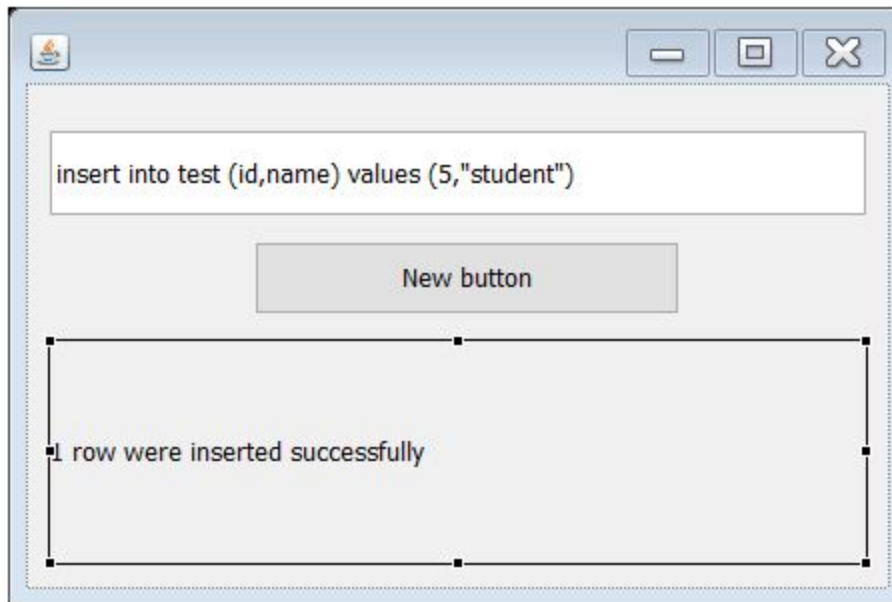 insert into test (id,name) values (5,"student")
New button
1 row were inserted successfully